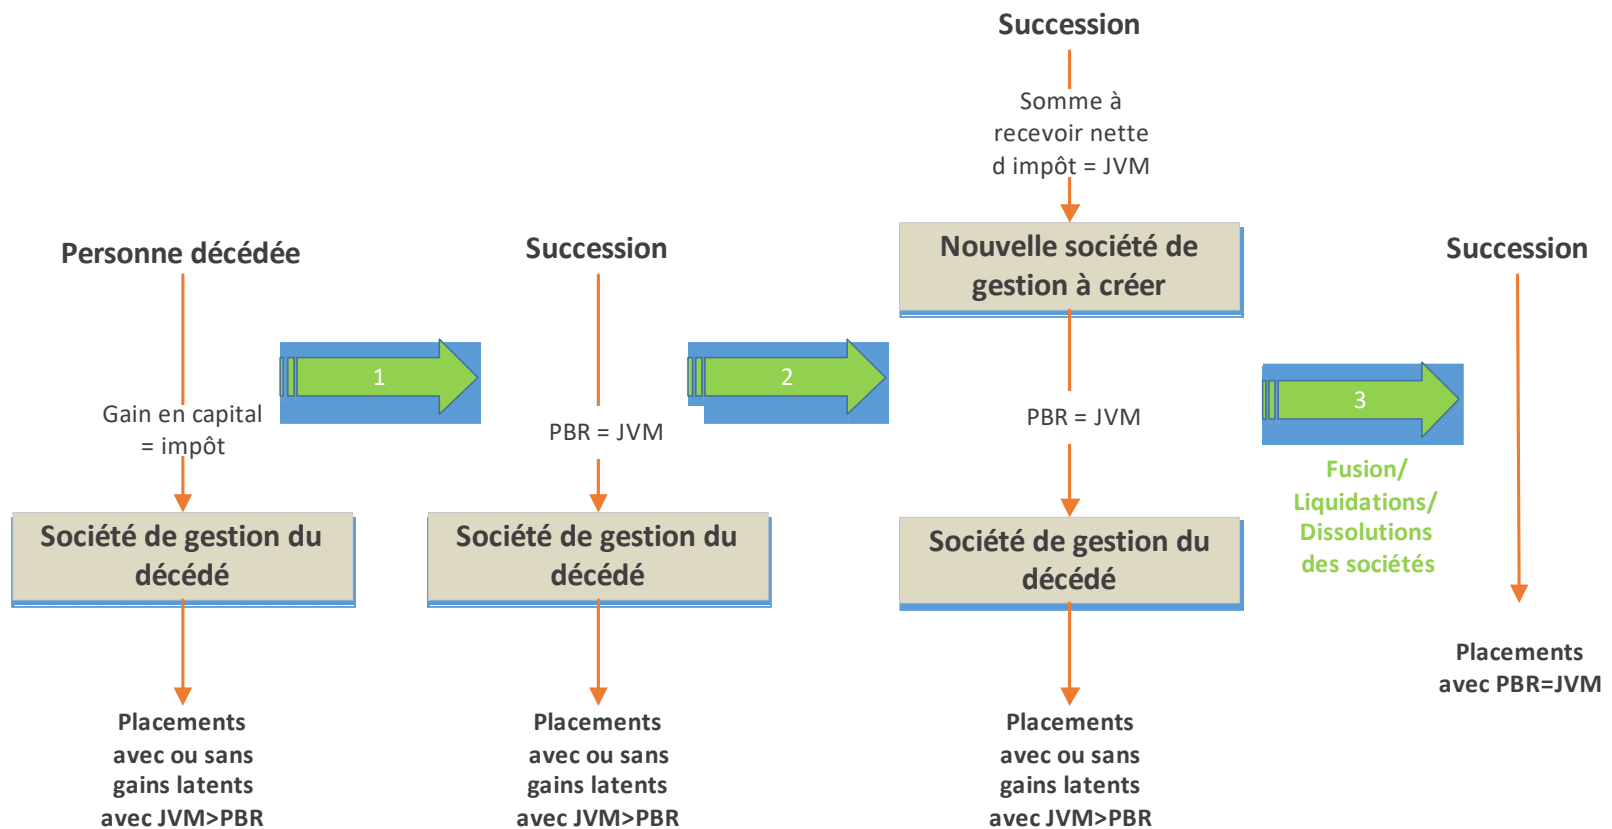 Personne décédée
Gain en capital
= impôt
Société de gestion du
décédé
Placements
avec ou sans
gains latents
avec JVM>PBR
1
Succession
PBR = JVM
Société de gestion du
décédé
Placements
avec ou sans
gains latents
avec JVM>PBR
2
Succession
Somme à
recevoir nette
d impôt = JVM
Nouvelle société de
gestion à créer
PBR = JVM
Société de gestion du
décédé
Placements
avec ou sans
gains latents
avec JVM>PBR
3
Fusion/
Liquidations/
Dissolutions
des sociétés
Succession
Placements
avec PBR=JVM